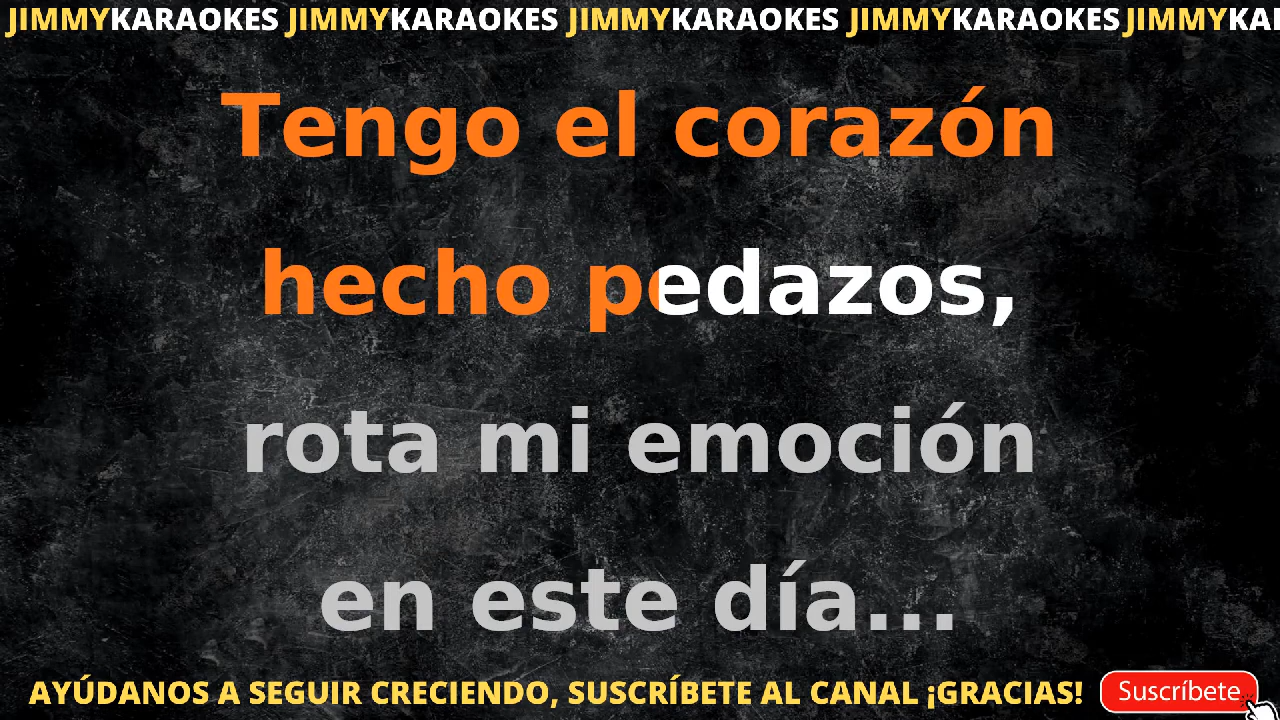 JIMMYKARAOKES JIMMYKARAOKES JIMMYKARAOKES JIMMYKARAOKES JIMMYKA
Tengo el corazón
hecho pedazos,
rota mi emoción
en este día...
AYÚDANOS A SEGUIR CRECIENDO, SUSCRÍBETE AL CANAL ¡GRACIAS! Suscríbete